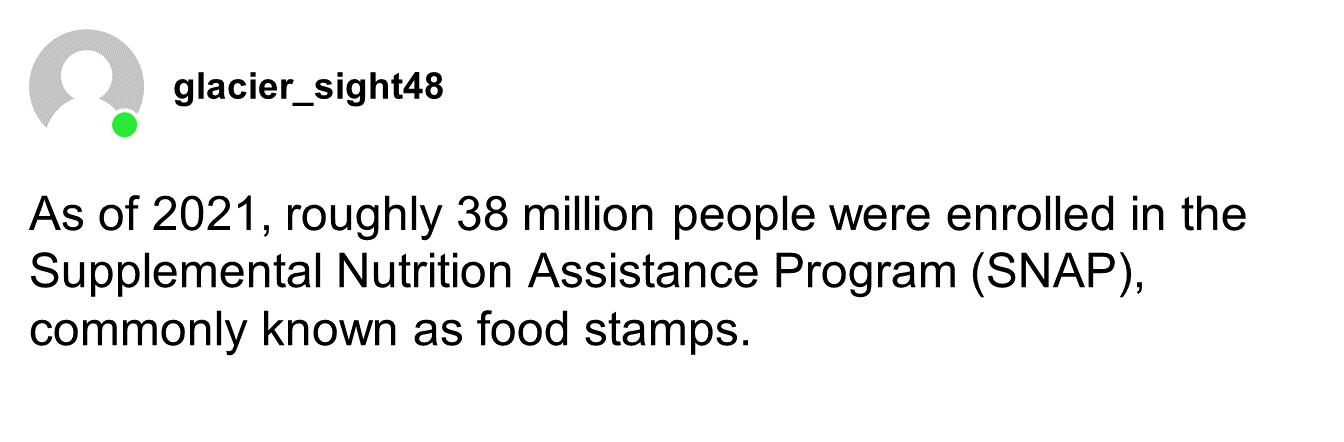 glacier_sight48
As of 2021, roughly 38 million people were enrolled in the
Supplemental Nutrition Assistance Program (SNAP),
commonly known as food stamps.